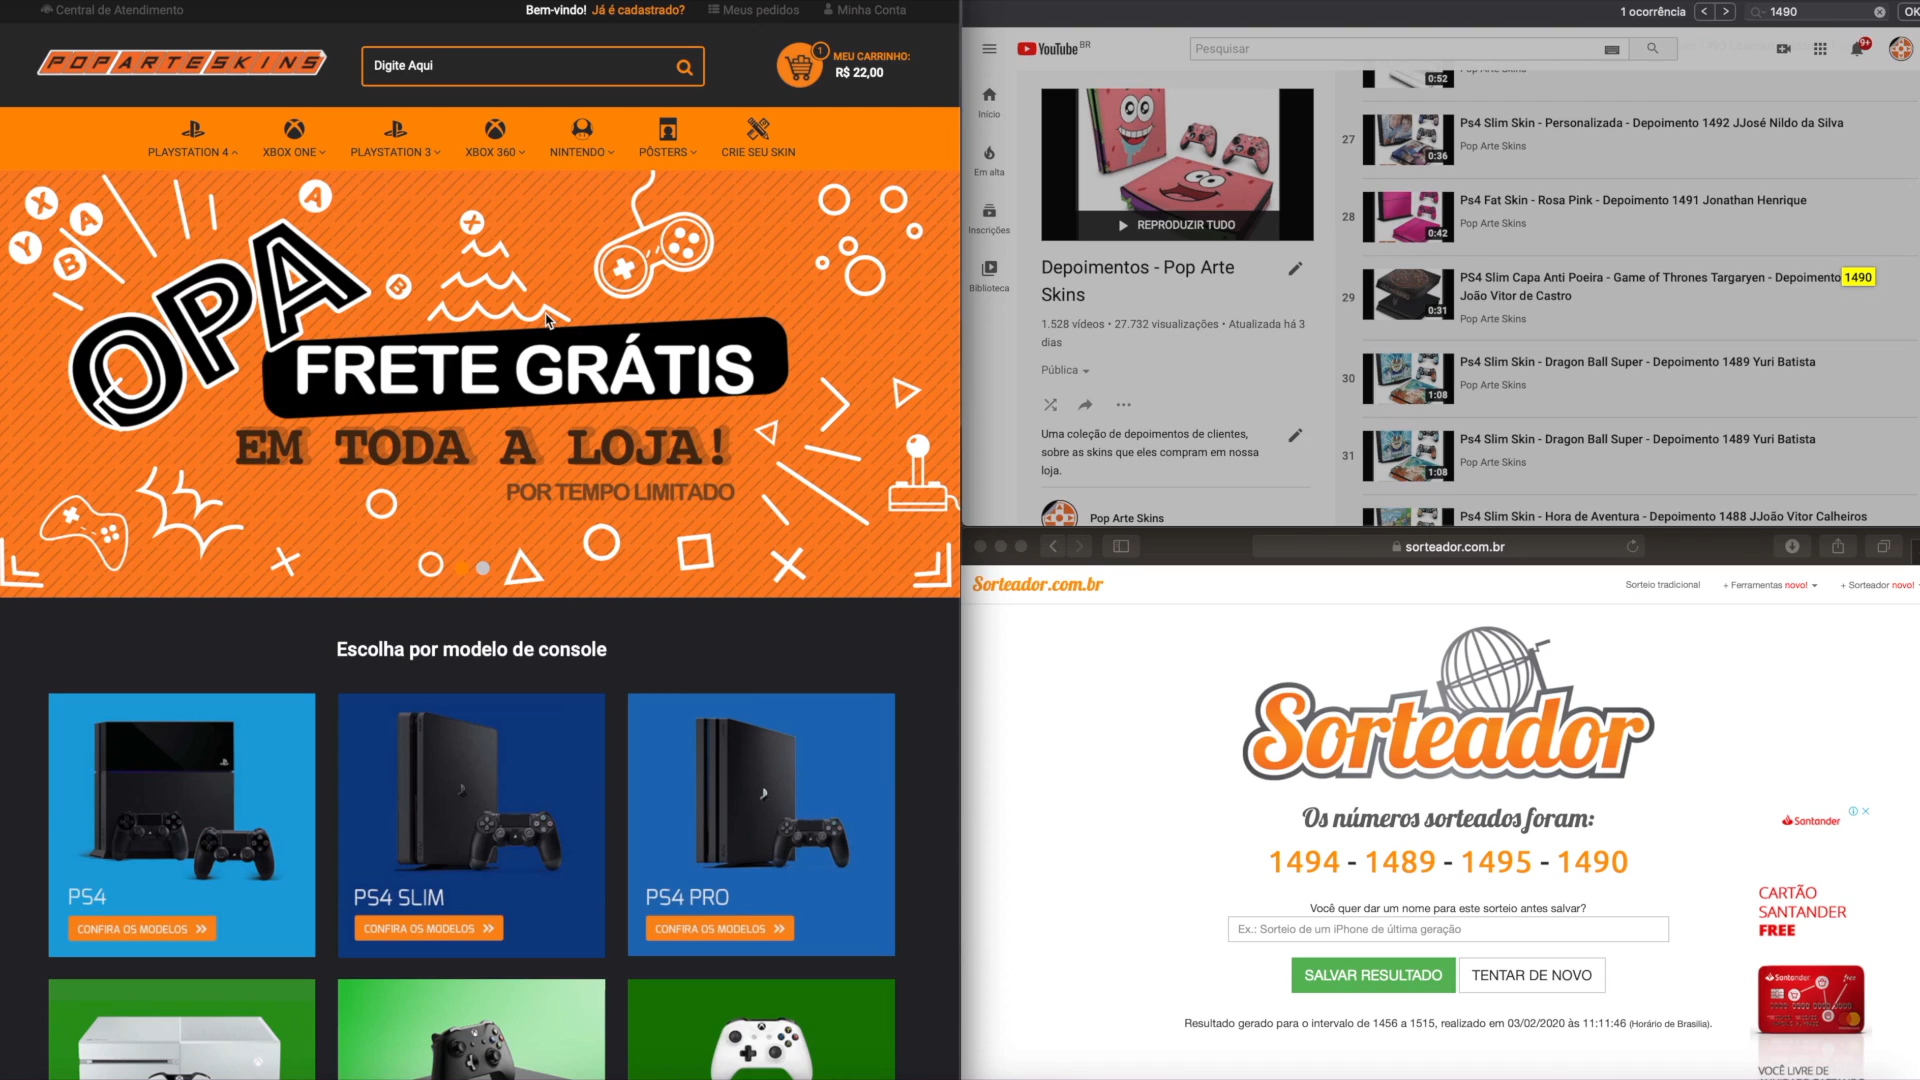 Central de Atendimento
Bem-vindo! Já é cadastrado?
Meus pedidos
Minha Conta
POPARTESKINS
Digite Aqui
1
MEU CARRINHO:
R$ 22,00
PLAYSTATION 4
XBOX ONE
PLAYSTATION 3
XBOX 360
NINTENDO
PÔSTERS
CRIE SEU SKIN
X
A
Y
B
A
B
OPA
FRETE GRÁTIS
EM TODA A LOJA!
POR TEMPO LIMITADO
Escolha por modelo de console
PS4
CONFIRA OS MODELOS
PS4 SLIM
CONFIRA OS MODELOS
PS4 PRO
CONFIRA OS MODELOS
1 ocorrência
1490
OK
YouTube BR
Pesquisar
9+
Início
Em alta
Inscrições
Biblioteca
REPRODUZIR TUDO
Depoimentos - Pop Arte
Skins
1.528 vídeos • 27.732 visualizações • Atualizada há 3
dias
Pública
Uma coleção de depoimentos de clientes,
sobre as skins que eles compram em nossa
loja.
Pop Arte Skins
0:52
Pop Arte Skins
27
0:36
Ps4 Slim Skin - Personalizada - Depoimento 1492 JJosé Nildo da Silva
Pop Arte Skins
28
0:42
Ps4 Fat Skin - Rosa Pink - Depoimento 1491 Jonathan Henrique
Pop Arte Skins
29
0:31
PS4 Slim Capa Anti Poeira - Game of Thrones Targaryen - Depoimento 1490
João Vitor de Castro
Pop Arte Skins
30
1:08
Ps4 Slim Skin - Dragon Ball Super - Depoimento 1489 Yuri Batista
Pop Arte Skins
31
1:08
Ps4 Slim Skin - Dragon Ball Super - Depoimento 1489 Yuri Batista
Pop Arte Skins
Ps4 Slim Skin - Hora de Aventura - Depoimento 1488 JJoão Vitor Calheiros
sorteador.com.br
Sorteador.com.br
Sorteio tradicional
+ Ferramentas novo!
+ Sorteador novo!
Sorteador
Os números sorteados foram:
1494 - 1489 - 1495 - 1490
Você quer dar um nome para este sorteio antes salvar?
Ex.: Sorteio de um iPhone de última geração
SALVAR RESULTADO
TENTAR DE NOVO
Resultado gerado para o intervalo de 1456 a 1515, realizado em 03/02/2020 às 11:11:46 (Horário de Brasilia).
Santander
CARTÃO
SANTANDER
FREE
Santander
free
VOCÊ LIVRE DE